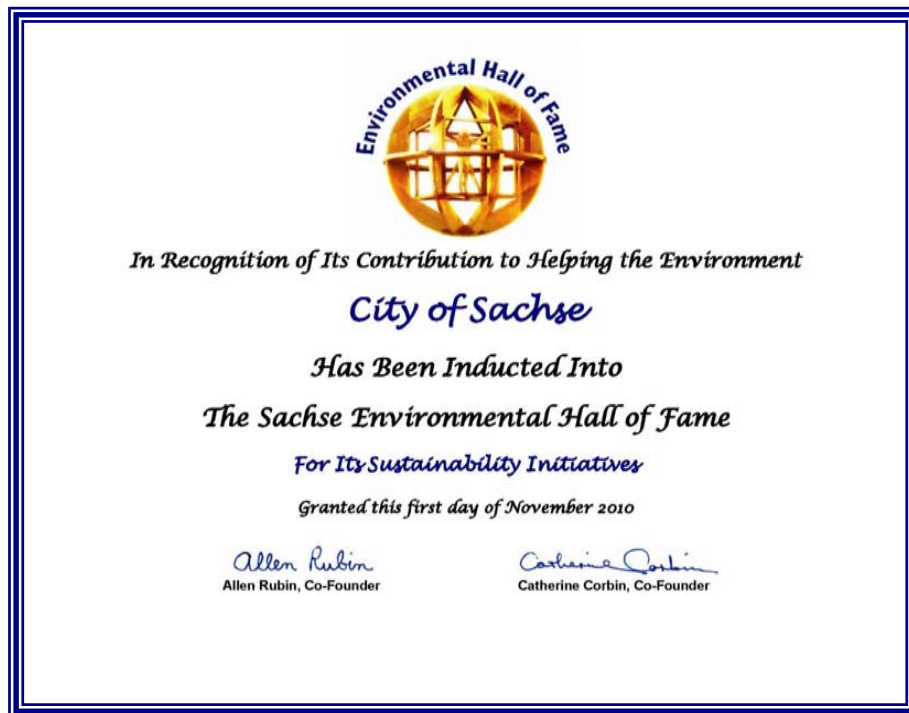 Environmental Hall of Fame
In Recognition of Its Contribution to Helping the Environment
City of Sachse
Has Been Inducted Into
The Sachse Environmental Hall of Fame
For Its Sustainability Initiatives
Granted this first day of November 2010
Allen Rubin Catherine Corbin
Allen Rubin, Co-Founder Catherine Corbin, Co-Founder